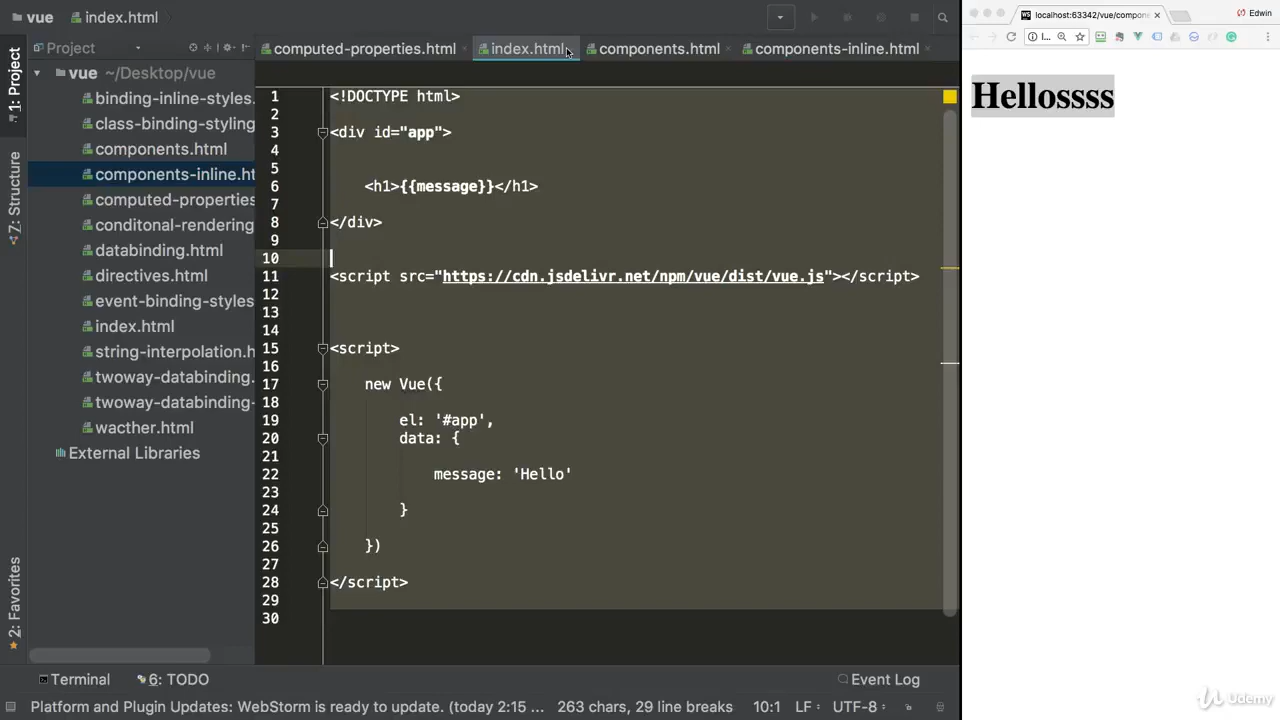 vue index.html
Project
computed-properties.html index.html components.html components-inline.html
vue ~/Desktop/vue
binding-inline-styles.
class-binding-styling
components.html
components-inline.ht
computed-properties
conditonal-rendering
databinding.html
directives.html
event-binding-styles
index.html
string-interpolation.h
twoway-databinding.
twoway-databinding-
wacther.html
External Libraries
1: Project
7: Structure
2: Favorites
1 <!DOCTYPE html>
2
3 <div id="app">
4
5
6 <h1>{{message}}</h1>
7
8 </div>
9
10
11 <script src="https://cdn.jsdelivr.net/npm/vue/dist/vue.js"></script>
12
13
14
15 <script>
16
17 new Vue({
18
19 el: '#app',
20 data: {
21
22 message: 'Hello'
23
24 }
25
26 })
27
28 </script>
29
30
Terminal 6: TODO Event Log
Platform and Plugin Updates: WebStorm is ready to update. (today 2:15 ... 263 chars, 29 line breaks 10:1 LF UTF-8
WS localhost:63342/vue/compone Edwin
l...
Hellossss
Udemy